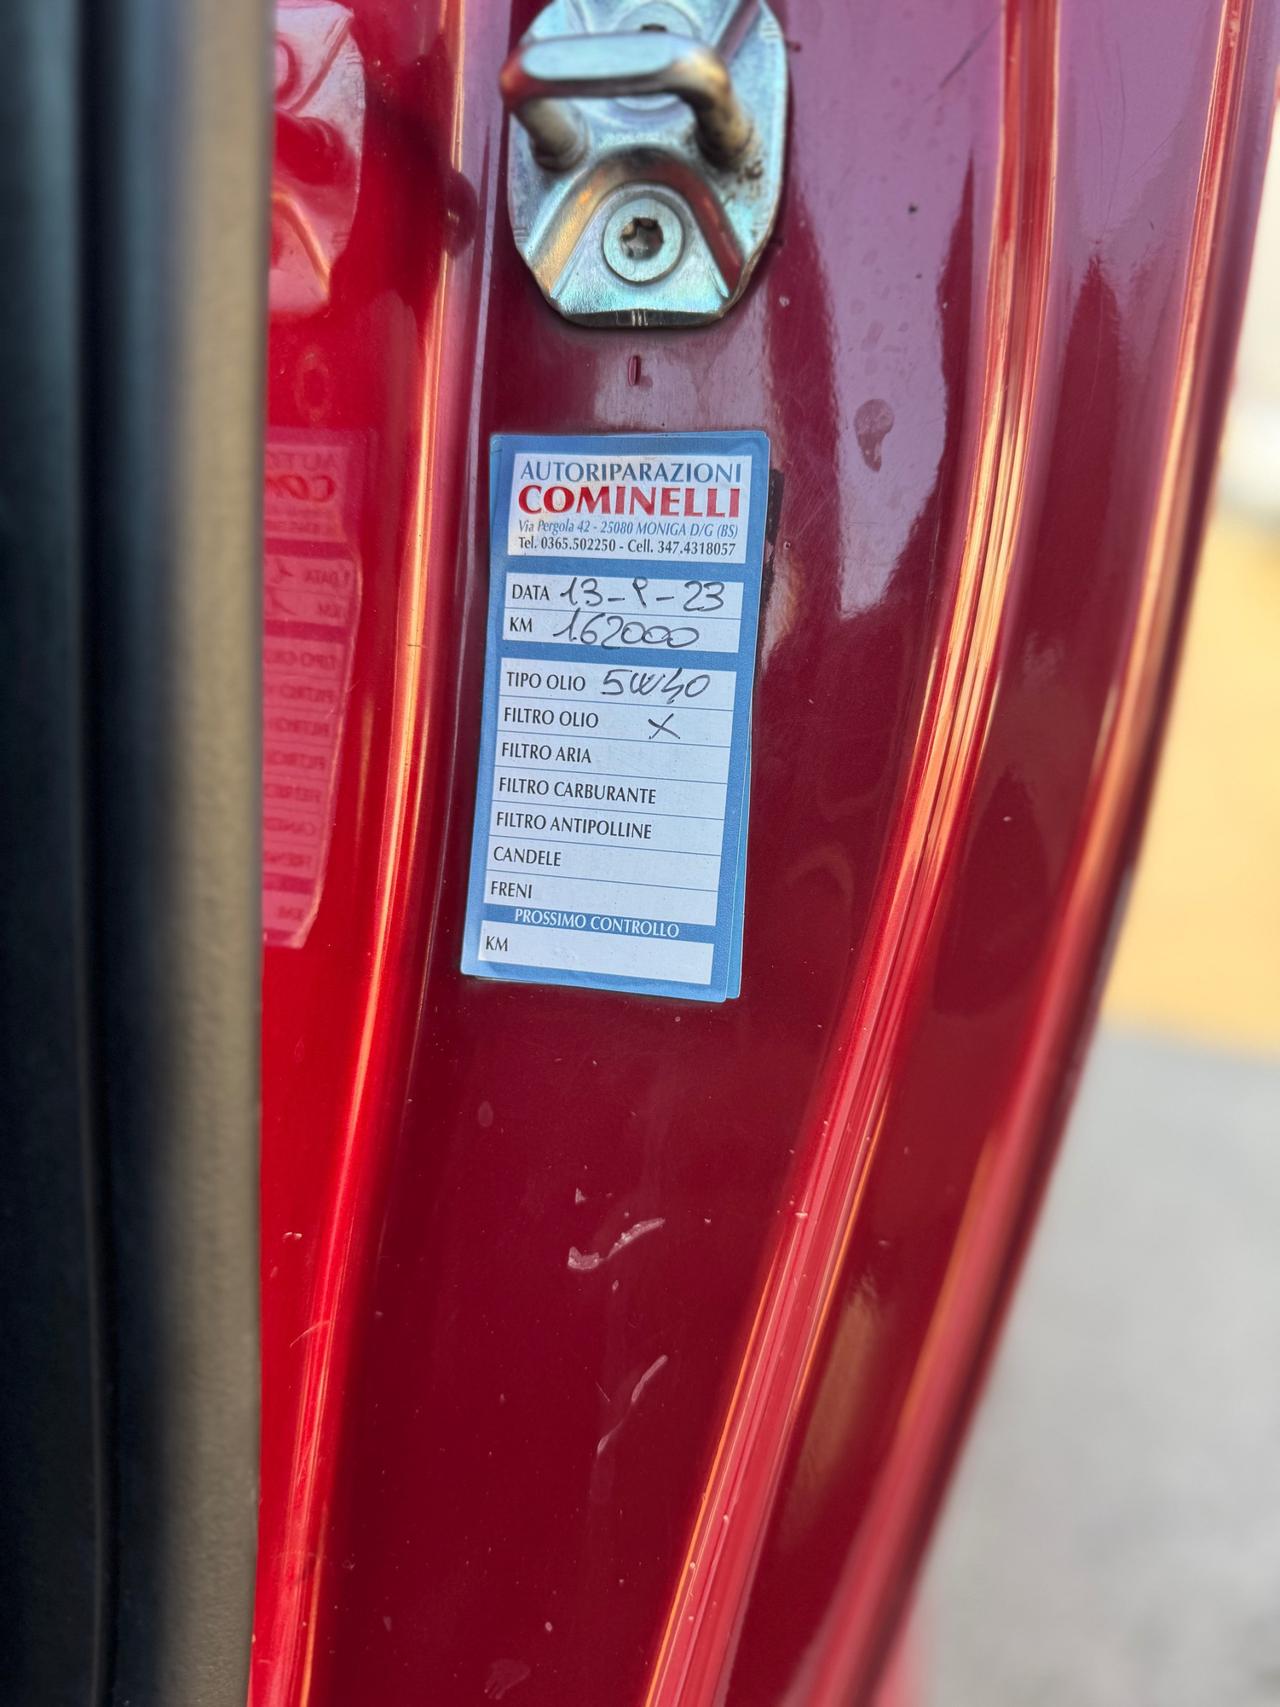 AUTORIPARAZIONI
COMINELLI
Via Pergola 42 - 25080 MONIGA D/G (BS)
Tel. 0365.502250 - Cell. 347.4318057
DATA 13-9-23
KM 162000
TIPO OLIO 5W40
FILTRO OLIO X
FILTRO ARIA
FILTRO CARBURANTE
FILTRO ANTIPOLLINE
CANDELE
FRENI
PROSSIMO CONTROLLO
KM